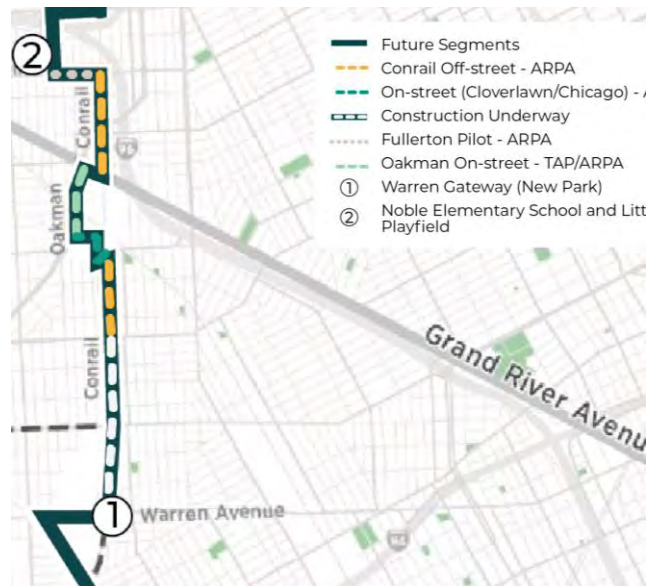 2
Future Segments
Conrail Off-street - ARPA
On-street (Cloverlawn/Chicago) - A
Construction Underway
Fullerton Pilot - ARPA
Oakman On-street - TAP/ARPA
1 Warren Gateway (New Park)
2 Noble Elementary School and Litt
Playfield
Conrail
Oakman
Grand River Avenu
Conrail
1
Warren Avenue